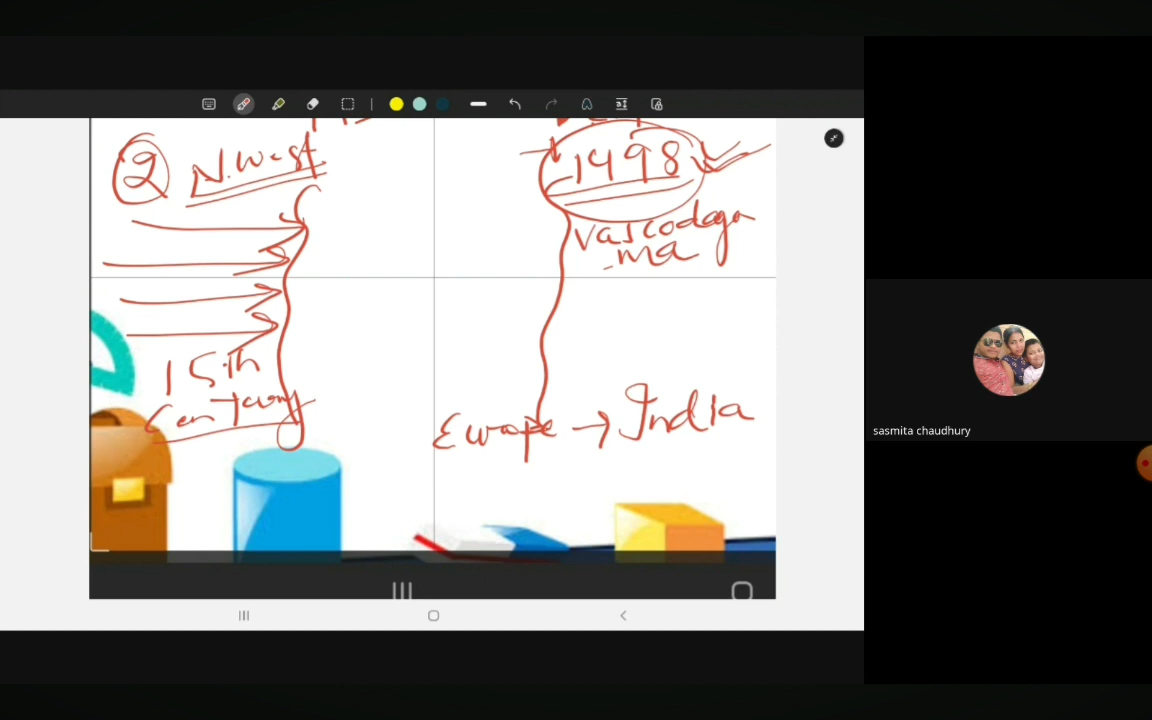 ② N.West
1498
Vascodaga
-ma
15th
Century
Europe → India
sasmita chaudhury